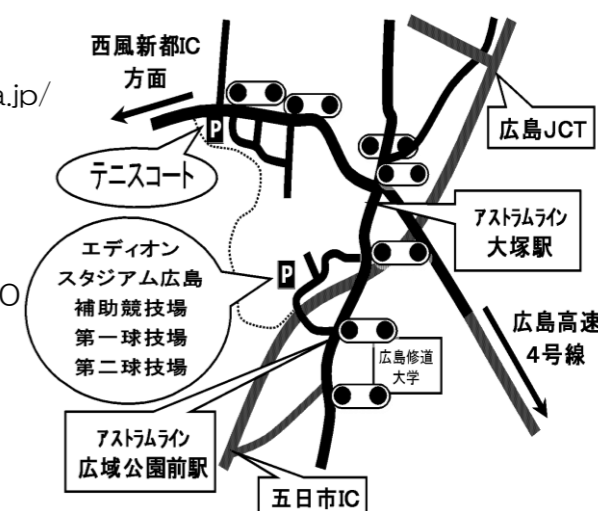 西風新都IC
方面
a.jp/
P
広島JCT
テニスコート
アストラムライン
大塚駅
エディオン
スタジアム広島
補助競技場
第一球技場
第二球技場
P
0
広島高速
4号線
広島修道
大学
アストラムライン
広域公園前駅
五日市IC